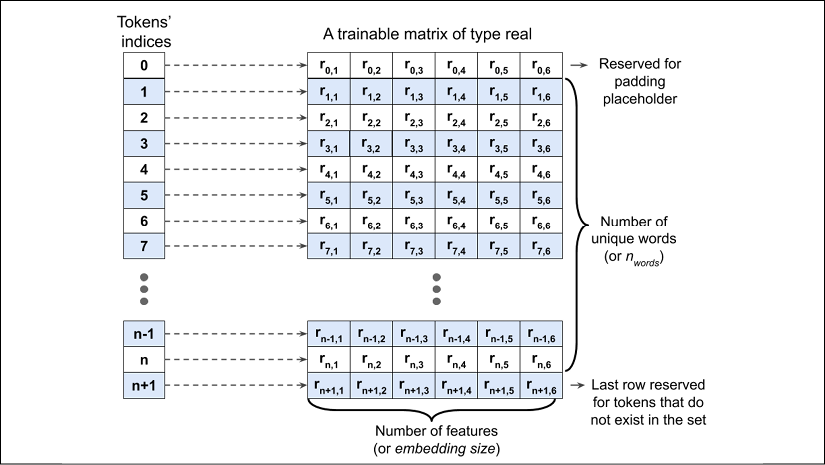 Tokens'
indices
A trainable matrix of type real
0 r0,1 r0,2 r0,3 r0,4 r0,5 r0,6
Reserved for
padding
placeholder
1 r1,1 r1,2 r1,3 r1,4 r1,5 r1,6
2 r2,1 r2,2 r2,3 r2,4 r2,5 r2,6
3 r3,1 r3,2 r3,3 r3,4 r3,5 r3,6
4 r4,1 r4,2 r4,3 r4,4 r4,5 r4,6
5 r5,1 r5,2 r5,3 r5,4 r5,5 r5,6
6 r6,1 r6,2 r6,3 r6,4 r6,5 r6,6
7 r7,1 r7,2 r7,3 r7,4 r7,5 r7,6
Number of
unique words
(or nwords)
n-1 rn-1,1 rn-1,2 rn-1,3 rn-1,4 rn-1,5 rn-1,6
n rn,1 rn,2 rn,3 rn,4 rn,5 rn,6
n+1 rn+1,1 rn+1,2 rn+1,3 rn+1,4 rn+1,5 rn+1,6
Last row reserved
for tokens that do
not exist in the set
Number of features
(or embedding size)